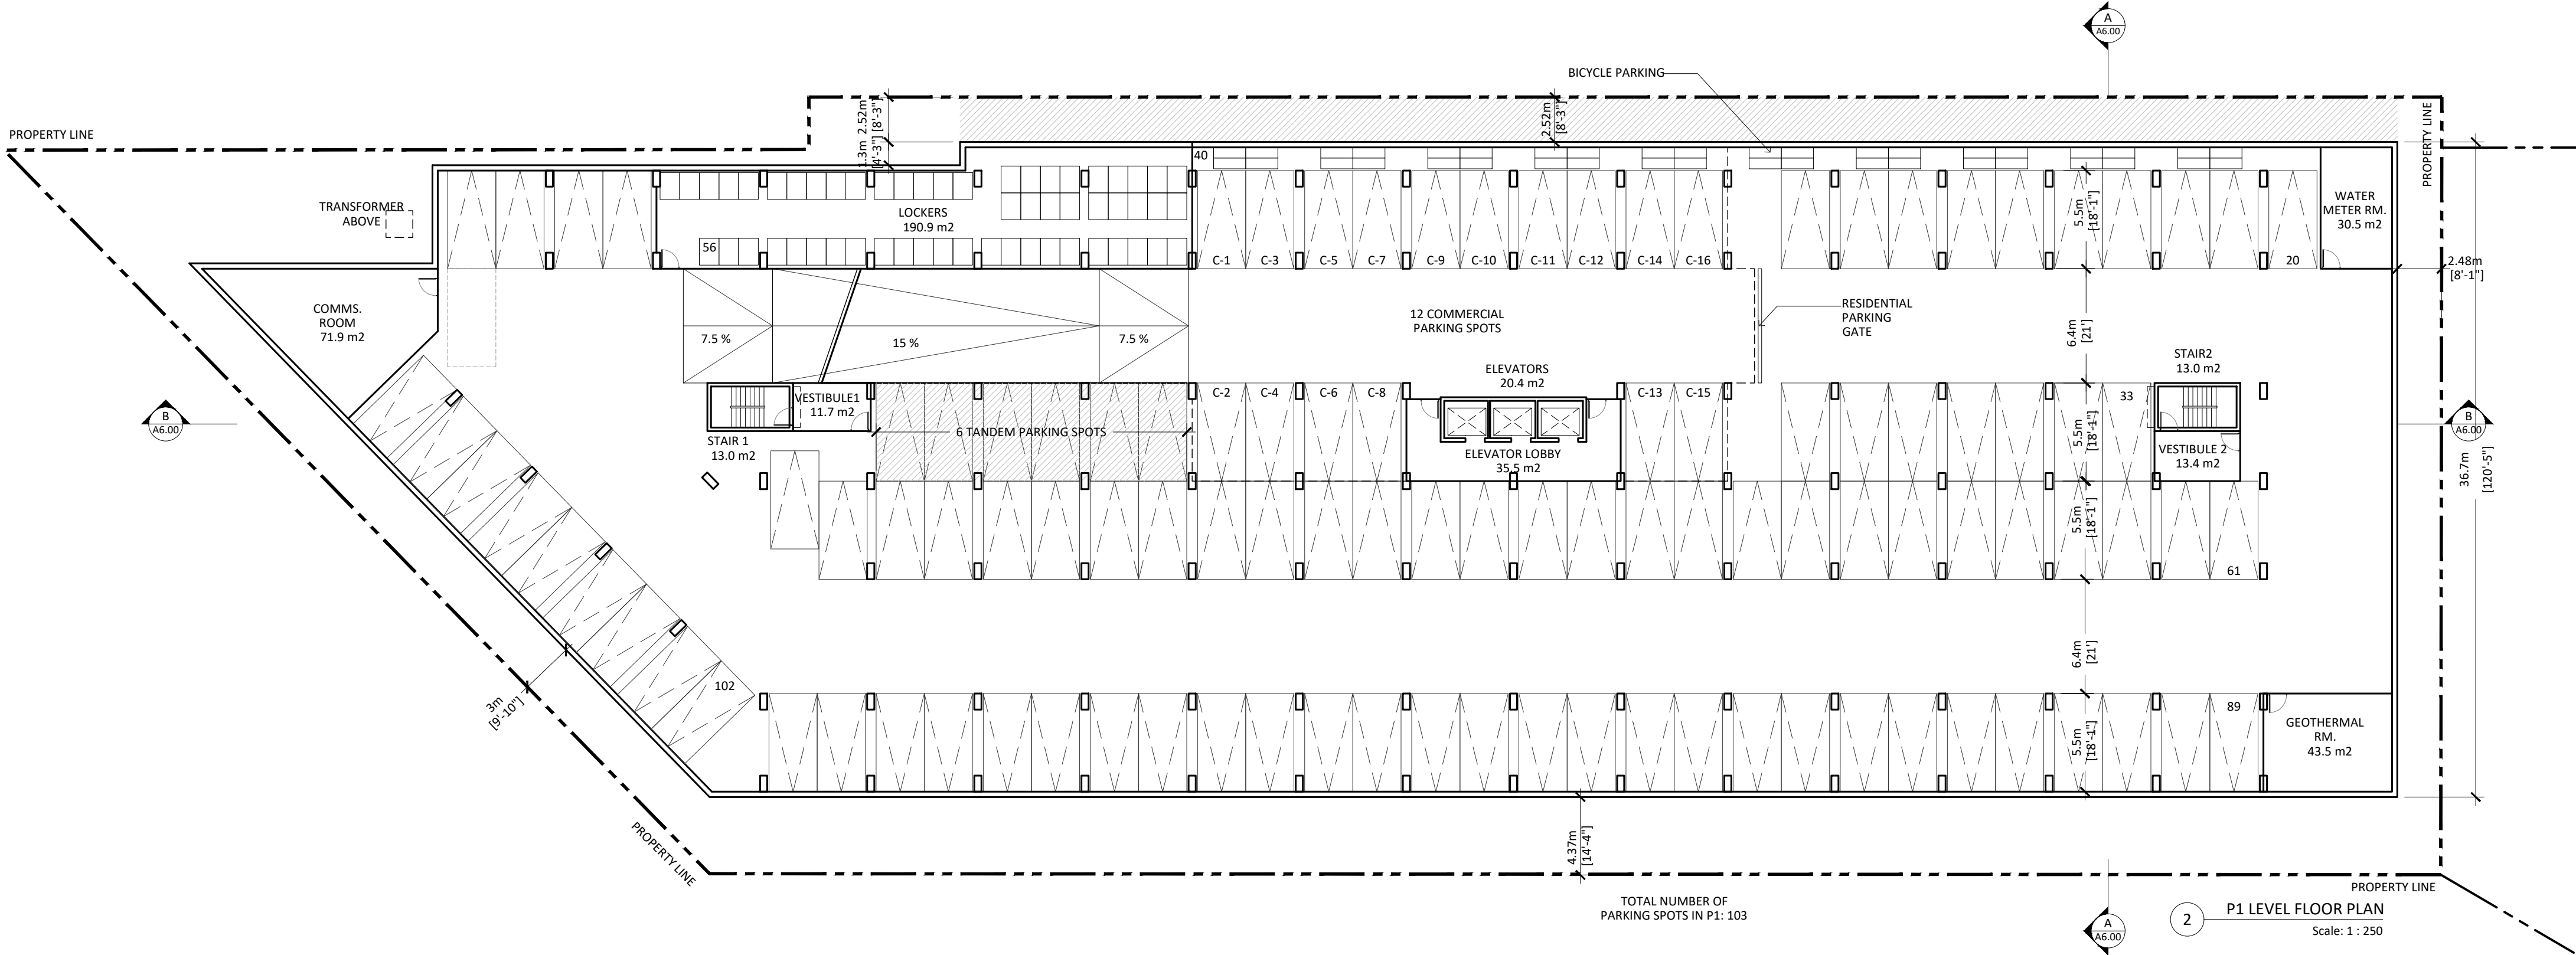 A
A6.00
BICYCLE PARKING
PROPERTY LINE
2.52m
[8'-3"]
1.3m
[4'-3"]
2.52m
[8'-3"]
PROPERTY LINE
40
TRANSFORMER
ABOVE
LOCKERS
190.9 m2
56
C-1
C-3
C-5
C-7
C-9
C-10
C-11
C-12
C-14
C-16
5.5m
[18'-1"]
20
WATER
METER RM.
30.5 m2
2.48m
[8'-1"]
COMMS.
ROOM
71.9 m2
7.5 %
15 %
7.5 %
12 COMMERCIAL
PARKING SPOTS
RESIDENTIAL
PARKING
GATE
6.4m
[21']
ELEVATORS
20.4 m2
STAIR2
13.0 m2
B
A6.00
VESTIBULE1
11.7 m2
C-2
C-4
C-6
C-8
C-13
C-15
33
STAIR 1
13.0 m2
6 TANDEM PARKING SPOTS
ELEVATOR LOBBY
35.5 m2
5.5m
[18'-1"]
VESTIBULE 2
13.4 m2
B
A6.00
36.7m
[120'-5"]
5.5m
[18'-1"]
61
6.4m
[21']
102
3m
[9'-10"]
89
5.5m
[18'-1"]
GEOTHERMAL
RM.
43.5 m2
PROPERTY LINE
4.37m
[14'-4"]
PROPERTY LINE
TOTAL NUMBER OF
PARKING SPOTS IN P1: 103
A
A6.00
2
P1 LEVEL FLOOR PLAN
Scale: 1 : 250